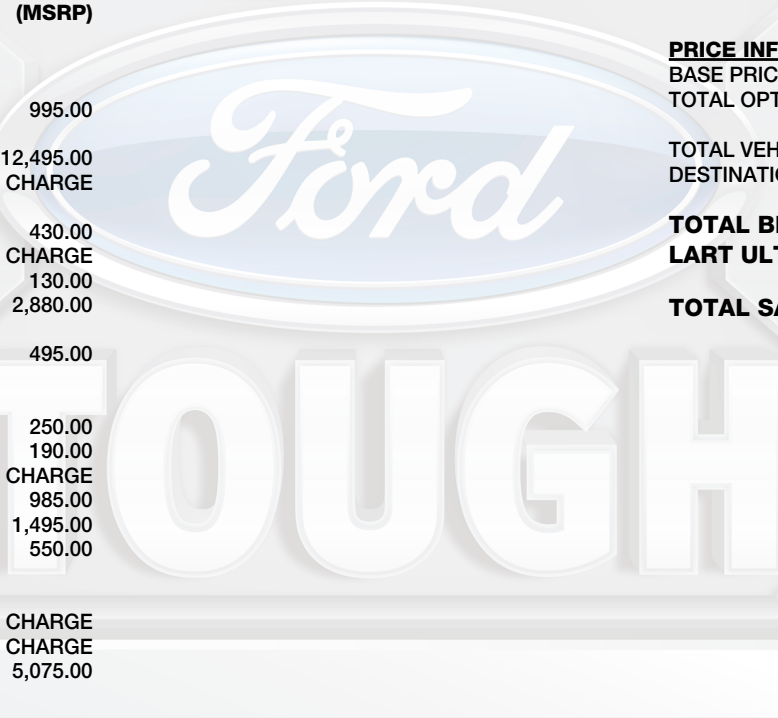 (MSRP)
995.00
12,495.00
CHARGE
430.00
CHARGE
130.00
2,880.00
495.00
250.00
190.00
CHARGE
985.00
1,495.00
550.00
CHARGE
CHARGE
5,075.00
PRICE INF
BASE PRIC
TOTAL OPT
TOTAL VEH
DESTINATI
TOTAL B
LART ULT
TOTAL SA
Ford
TOUGH